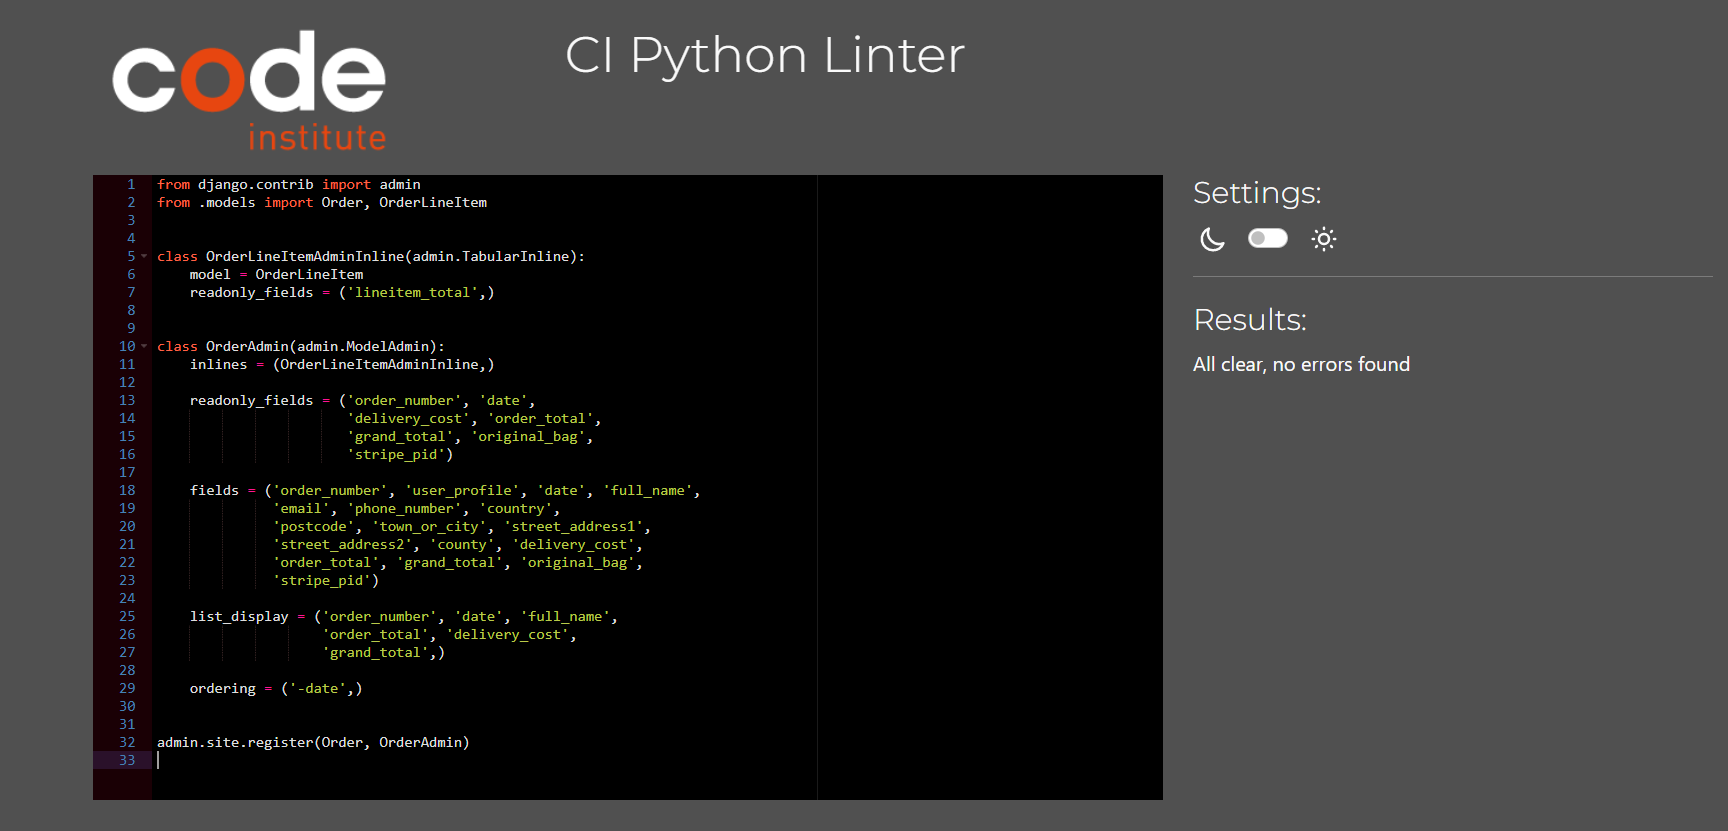 code
institute
CI Python Linter
1 from django.contrib import admin
2 from .models import Order, OrderLineItem
3
4
5 class OrderLineItemAdminInline(admin.TabularInline):
6     model = OrderLineItem
7     readonly_fields = ('lineitem_total',)
8
9
10 class OrderAdmin(admin.ModelAdmin):
11     inlines = (OrderLineItemAdminInline,)
12
13     readonly_fields = ('order_number', 'date',
14                        'delivery_cost', 'order_total',
15                        'grand_total', 'original_bag',
16                        'stripe_pid')
17
18     fields = ('order_number', 'user_profile', 'date', 'full_name',
19               'email', 'phone_number', 'country',
20               'postcode', 'town_or_city', 'street_address1',
21               'street_address2', 'county', 'delivery_cost',
22               'order_total', 'grand_total', 'original_bag',
23               'stripe_pid')
24
25     list_display = ('order_number', 'date', 'full_name',
26                     'order_total', 'delivery_cost',
27                     'grand_total',)
28
29     ordering = ('-date',)
30
31
32 admin.site.register(Order, OrderAdmin)
33
Settings:
Results:
All clear, no errors found